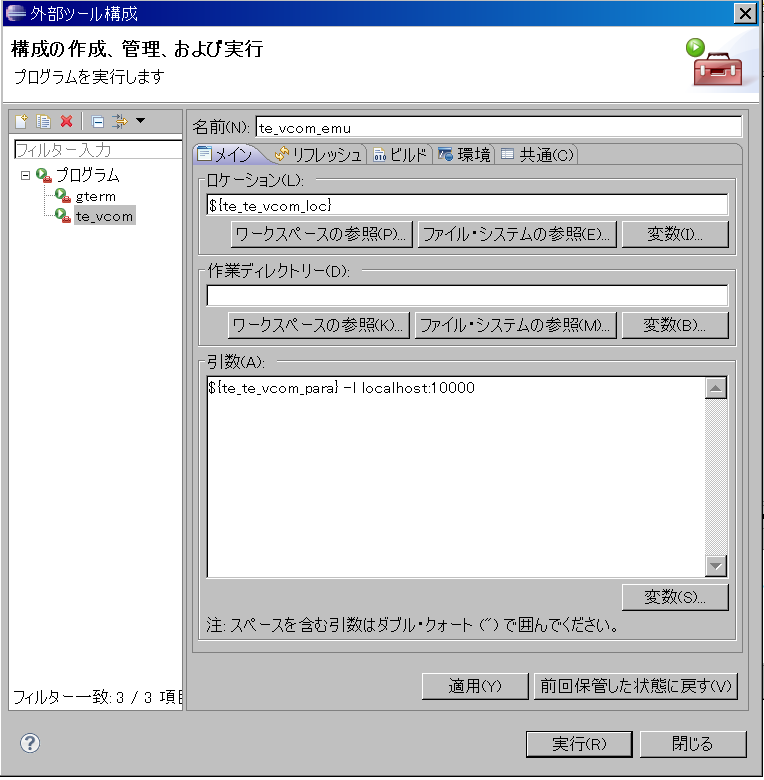 外部ツール構成
構成の作成、管理、および実行
プログラムを実行します
フィルター入力
プログラム
gterm
te_vcom
フィルター一致: 3 / 3 項目
名前(N): te_vcom_emu
メイン リフレッシュ ビルド 環境 共通(C)
ロケーション(L):
${te_te_vcom_loc}
ワークスペースの参照(P)... ファイル・システムの参照(E)... 変数(I)...
作業ディレクトリー(D):
ワークスペースの参照(K)... ファイル・システムの参照(M)... 変数(B)...
引数(A):
${te_te_vcom_para} -l localhost:10000
変数(S)...
注: スペースを含む引数はダブル・クォート (") で囲んでください。
適用(Y) 前回保管した状態に戻す(V)
実行(R) 閉じる